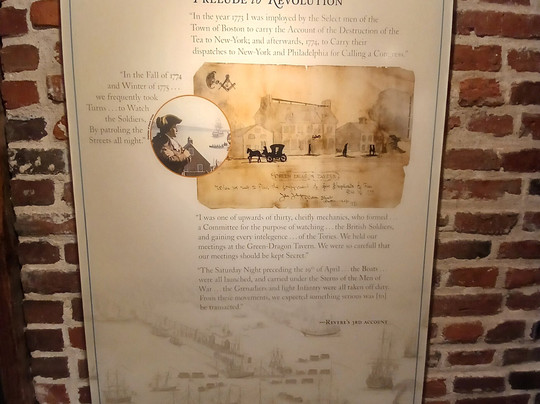 PRELUDE to REVOLUTION
"In the year 1773 I was imployed by the Select men of the
Town of Boston to carry the Account of the Destruction of the
Tea to New-York; and afterwards, 1774, to Carry their
dispatches to New-York and Philadelphia for Calling a
"In the Fall of 1774
and Winter of 1775 . . .
we frequently took
Turns . . . to Watch
the Soldiers,
By patroling the
Streets all night."
"I was one of upwards of thirty, cheifly mechanics, who formed . . .
a Committee for the purpose of watching . . . the British Soldiers,
and gaining every intelegence . . . of the Tories. We held our
meetings at the Green-Dragon Tavern. We were so carefull that
our meetings should be kept Secret."
"The Saturday Night preceding the 19th of April . . . the Boats . . .
were all launched, and carried under the Sterns of the Men of
War . . . the Grenadiers and light Infantry were all taken off duty.
From these movements, we expected something serious was [to]
be transacted."
—REVERE'S 3RD ACCOUNT